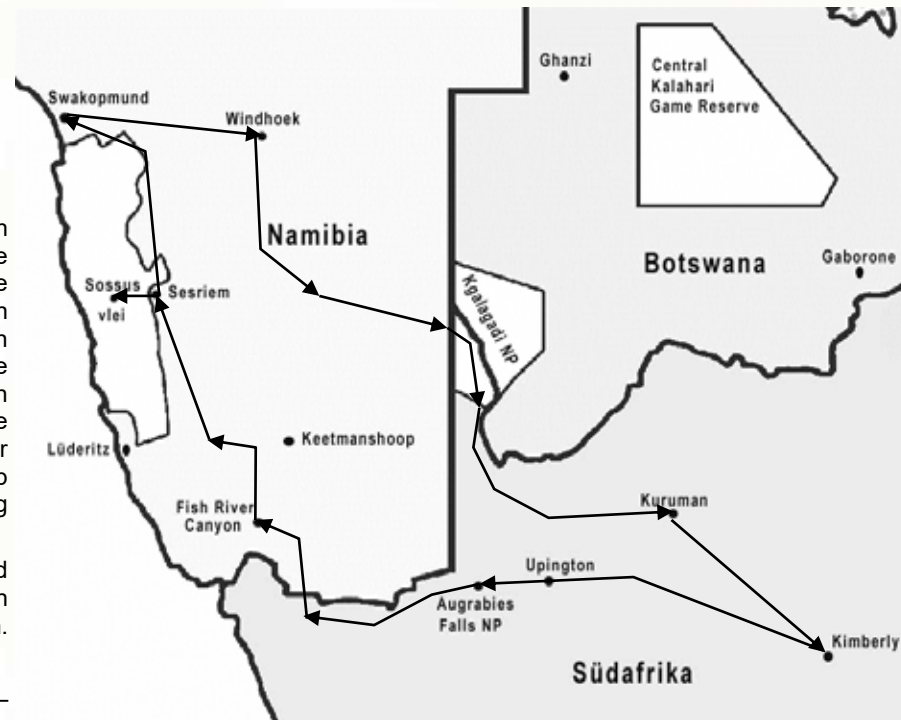 Ghanzi
Central
Kalahari
Game Reserve
Swakopmund
Windhoek
Namibia
Botswana
Gaborone
Kgalagadi NP
Sossus
vlei
Sesriem
Keetmanshoop
Lüderitz
Fish River
Canyon
Kuruman
Upington
Augrabies
Falls NP
Kimberly
Südafrika